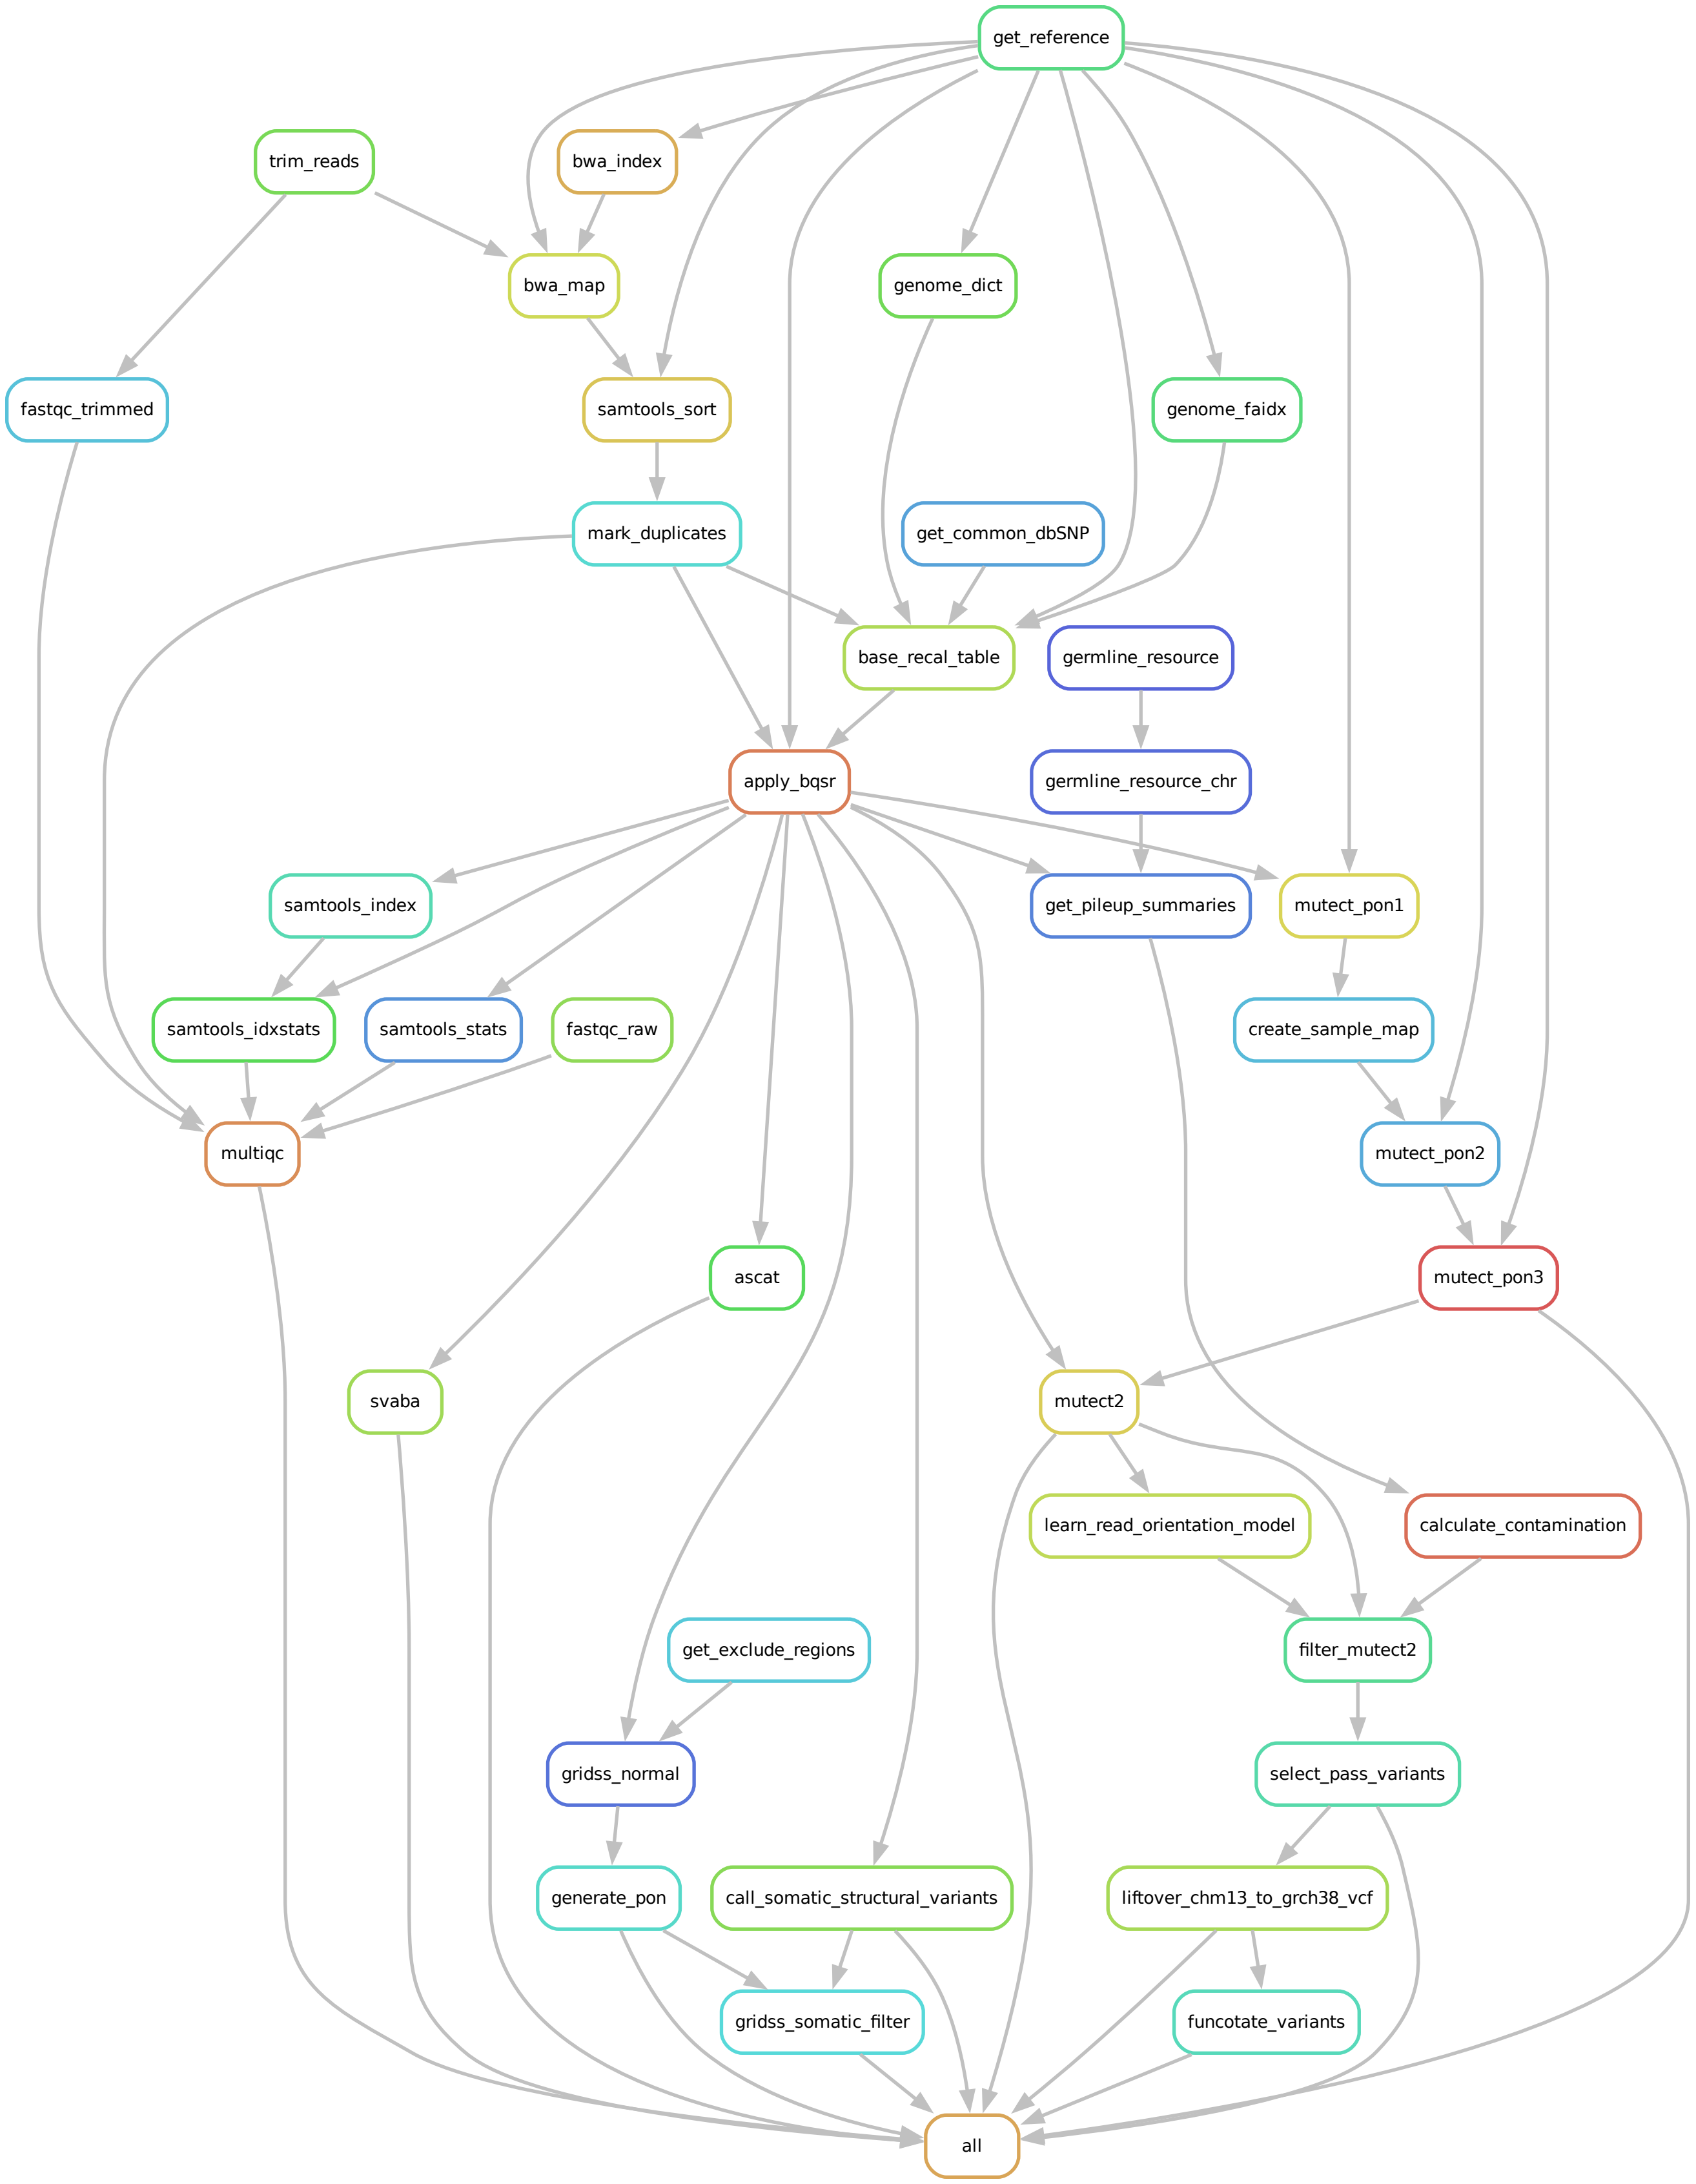 get_reference
trim_reads
bwa_index
bwa_map
genome_dict
fastqc_trimmed
samtools_sort
genome_faidx
mark_duplicates
get_common_dbSNP
base_recal_table
germline_resource
apply_bqsr
germline_resource_chr
samtools_index
get_pileup_summaries
mutect_pon1
samtools_idxstats
samtools_stats
fastqc_raw
create_sample_map
multiqc
mutect_pon2
ascat
mutect_pon3
svaba
mutect2
learn_read_orientation_model
calculate_contamination
get_exclude_regions
filter_mutect2
gridss_normal
select_pass_variants
generate_pon
call_somatic_structural_variants
liftover_chm13_to_grch38_vcf
gridss_somatic_filter
funcotate_variants
all